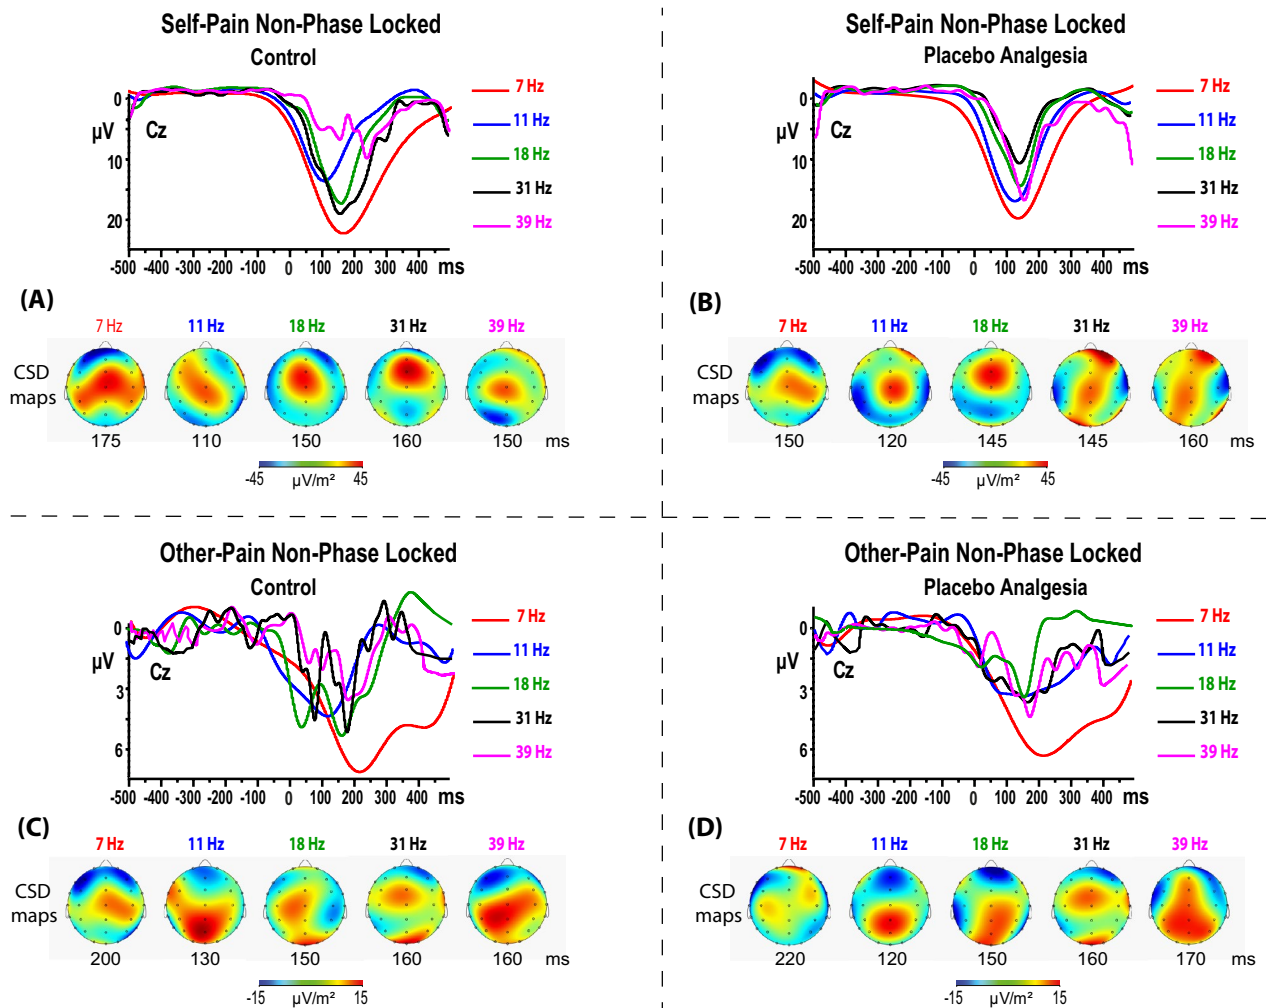 Self-Pain Non-Phase Locked
Control
0
10
20
µV
Cz
7 Hz
11 Hz
18 Hz
31 Hz
39 Hz
-500 -400 -300 -200 -100 0 100 200 300 400 ms
(A)
7 Hz 11 Hz 18 Hz 31 Hz 39 Hz
CSD
maps
175 110 150 160 150 ms
-45 µV/m² 45
Self-Pain Non-Phase Locked
Placebo Analgesia
0
10
20
µV
Cz
7 Hz
11 Hz
18 Hz
31 Hz
39 Hz
-500 -400 -300 -200 -100 0 100 200 300 400 ms
(B)
7 Hz 11 Hz 18 Hz 31 Hz 39 Hz
CSD
maps
150 120 145 145 160 ms
-45 µV/m² 45
Other-Pain Non-Phase Locked
Control
0
3
6
µV
Cz
7 Hz
11 Hz
18 Hz
31 Hz
39 Hz
-500 -400 -300 -200 -100 0 100 200 300 400 ms
(C)
7 Hz 11 Hz 18 Hz 31 Hz 39 Hz
CSD
maps
200 130 150 160 160 ms
-15 µV/m² 15
Other-Pain Non-Phase Locked
Placebo Analgesia
0
3
6
µV
Cz
7 Hz
11 Hz
18 Hz
31 Hz
39 Hz
-500 -400 -300 -200 -100 0 100 200 300 400 ms
(D)
7 Hz 11 Hz 18 Hz 31 Hz 39 Hz
CSD
maps
220 120 150 160 170 ms
-15 µV/m² 15